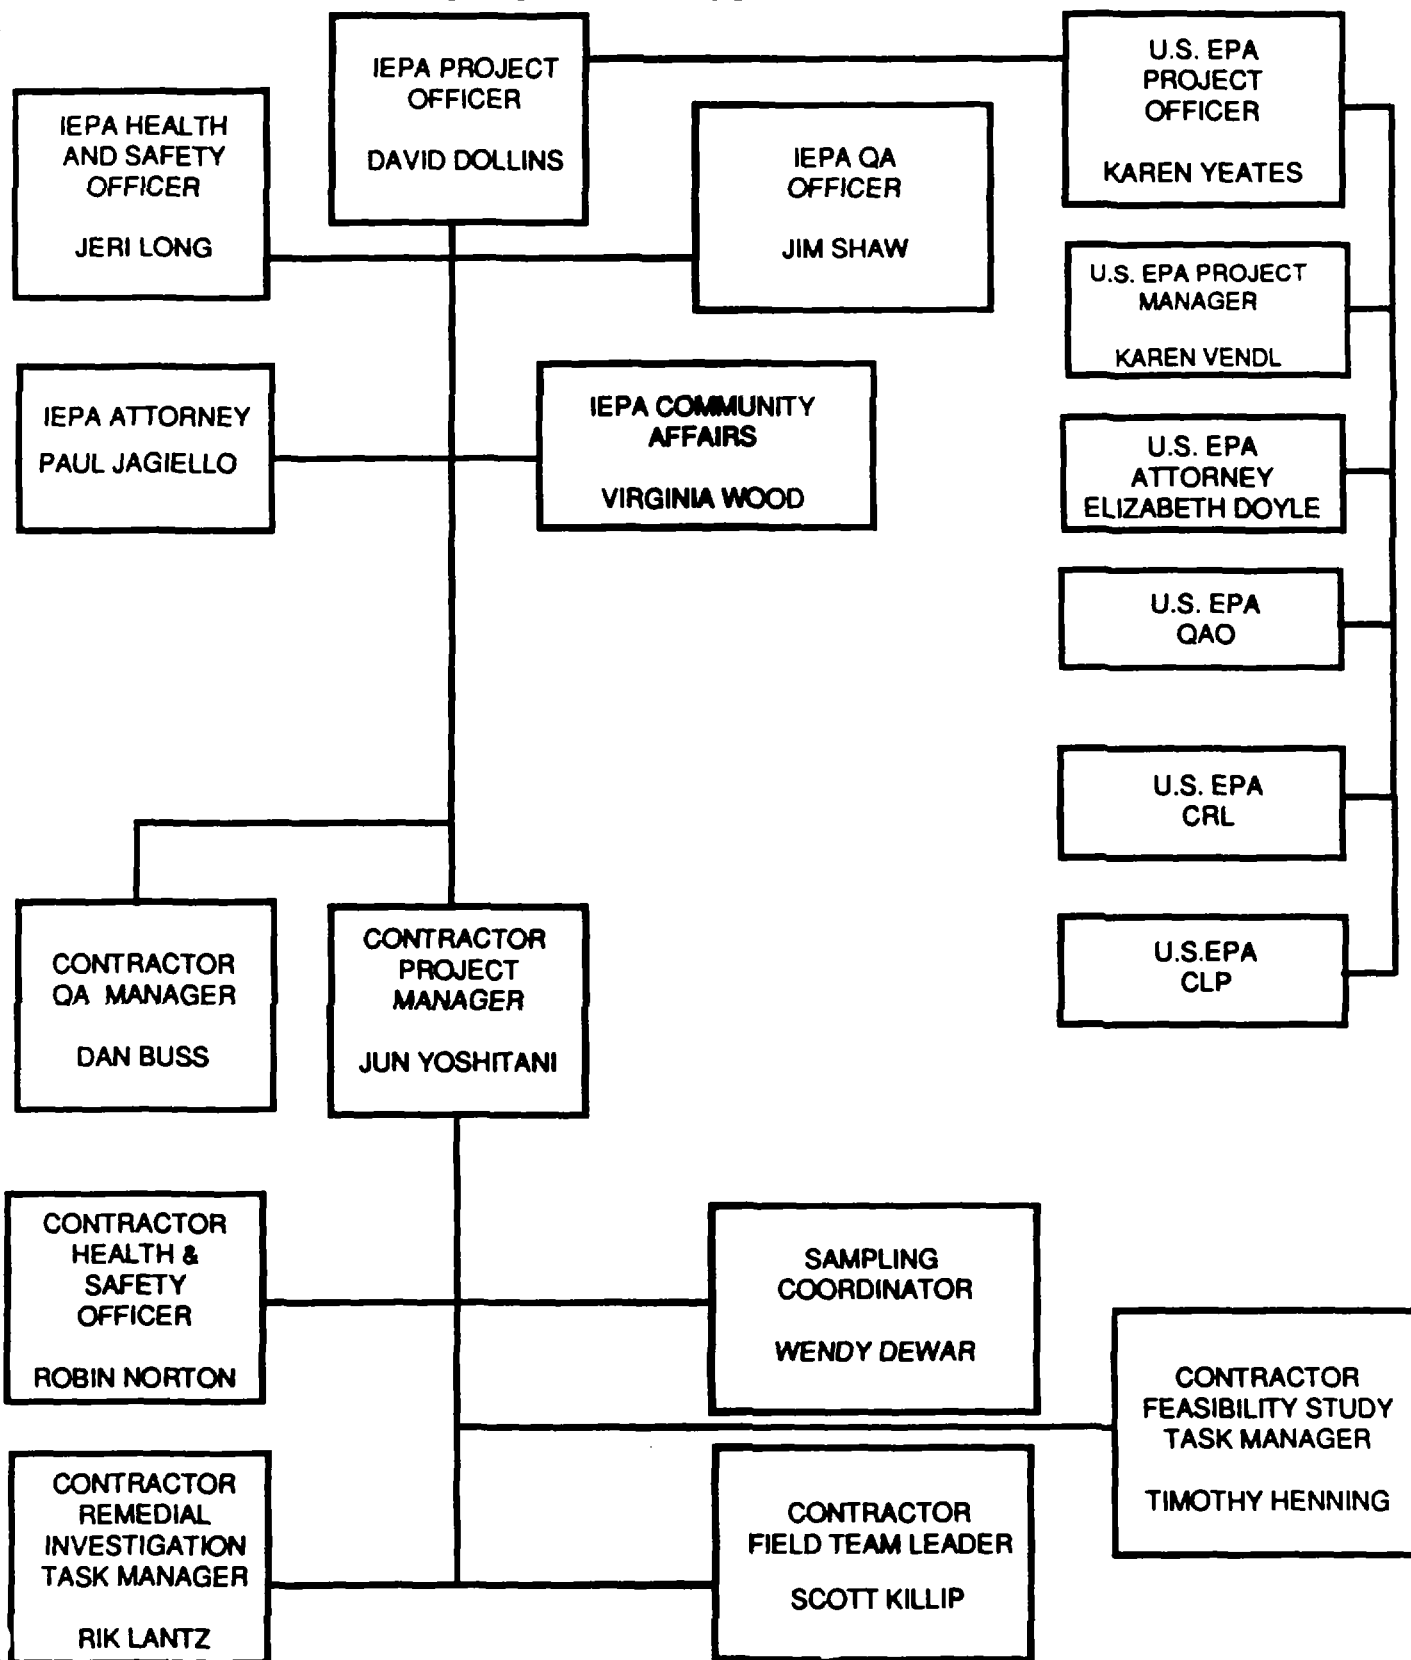 IEPA PROJECT
OFFICER
DAVID DOLLINS
U.S. EPA
PROJECT
OFFICER
KAREN YEATES
IEPA HEALTH
AND SAFETY
OFFICER
JERI LONG
IEPA QA
OFFICER
JIM SHAW
U.S. EPA PROJECT
MANAGER
KAREN VENDL
IEPA ATTORNEY
PAUL JAGIELLO
IEPA COMMUNITY
AFFAIRS
VIRGINIA WOOD
U.S. EPA
ATTORNEY
ELIZABETH DOYLE
U.S. EPA
QAO
U.S. EPA
CRL
U.S.EPA
CLP
CONTRACTOR
QA MANAGER
DAN BUSS
CONTRACTOR
PROJECT
MANAGER
JUN YOSHITANI
CONTRACTOR
HEALTH &
SAFETY
OFFICER
ROBIN NORTON
SAMPLING
COORDINATOR
WENDY DEWAR
CONTRACTOR
FEASIBILITY STUDY
TASK MANAGER
TIMOTHY HENNING
CONTRACTOR
REMEDIAL
INVESTIGATION
TASK MANAGER
RIK LANTZ
CONTRACTOR
FIELD TEAM LEADER
SCOTT KILLIP